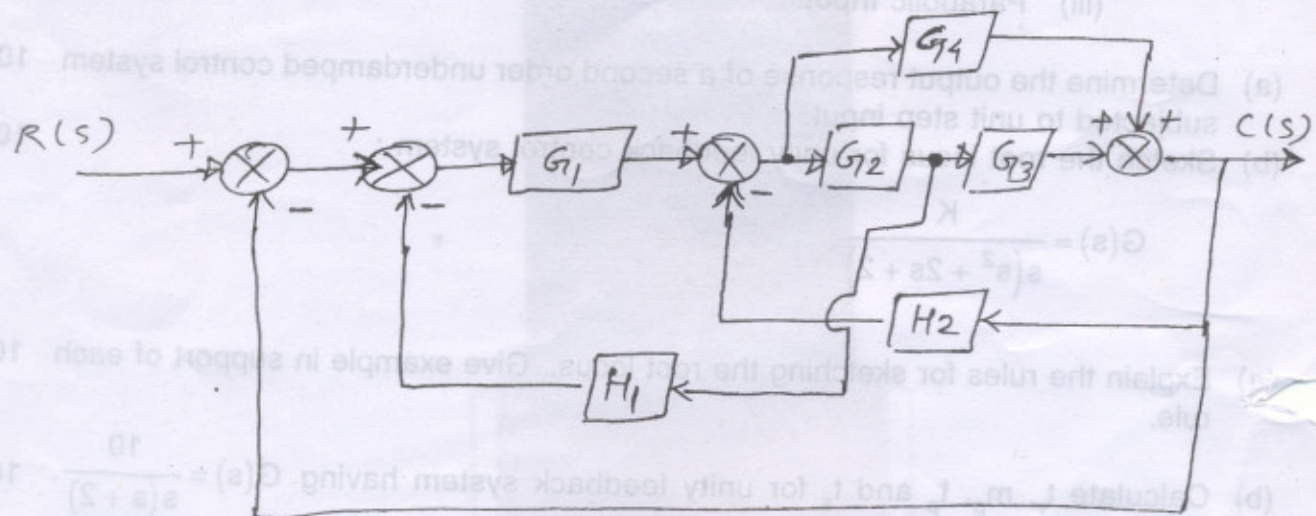 (iii) Parabolic input.
G4
(a) Determine the output response of a second order underdamped control system 10
subjected to unit step input.
R(S)
+
+
G1
+
G2
G3
+
+
C(S)
(b) Sketch the root locus for unity feedback control system : 10
-
-
-
G(s) = K / s(s² + 2s + 2)
H2
H1
(a) Explain the rules for sketching the root locus. Give example in support of each 10
rule.
(b) Calculate for unity feedback system having G(s) = 10 / s(s + 2) 10